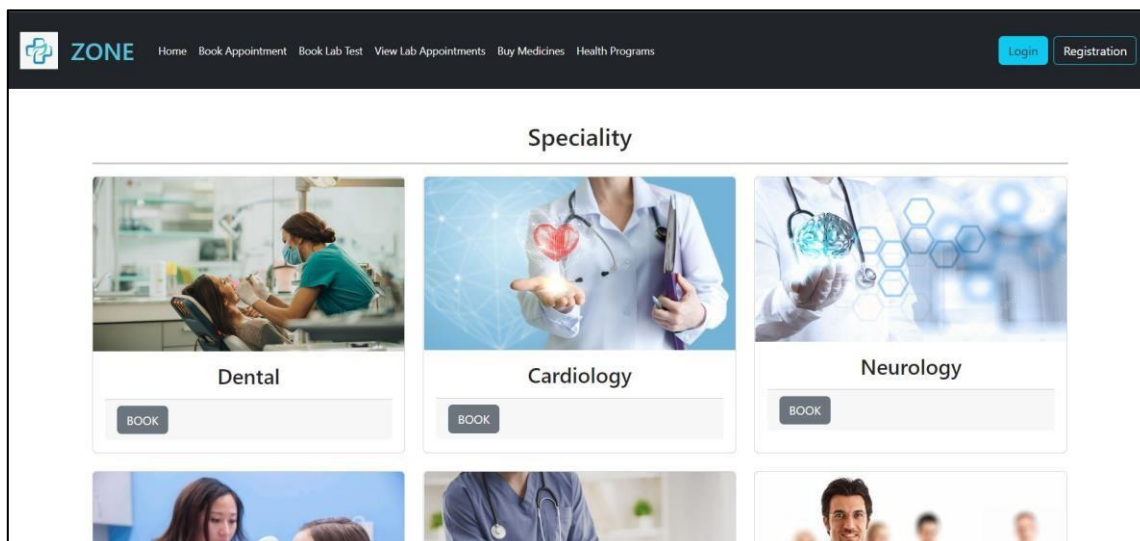 ZONE Home Book Appointment Book Lab Test View Lab Appointments Buy Medicines Health Programs Login Registration
Speciality
Dental
Cardiology
Neurology
BOOK
BOOK
BOOK